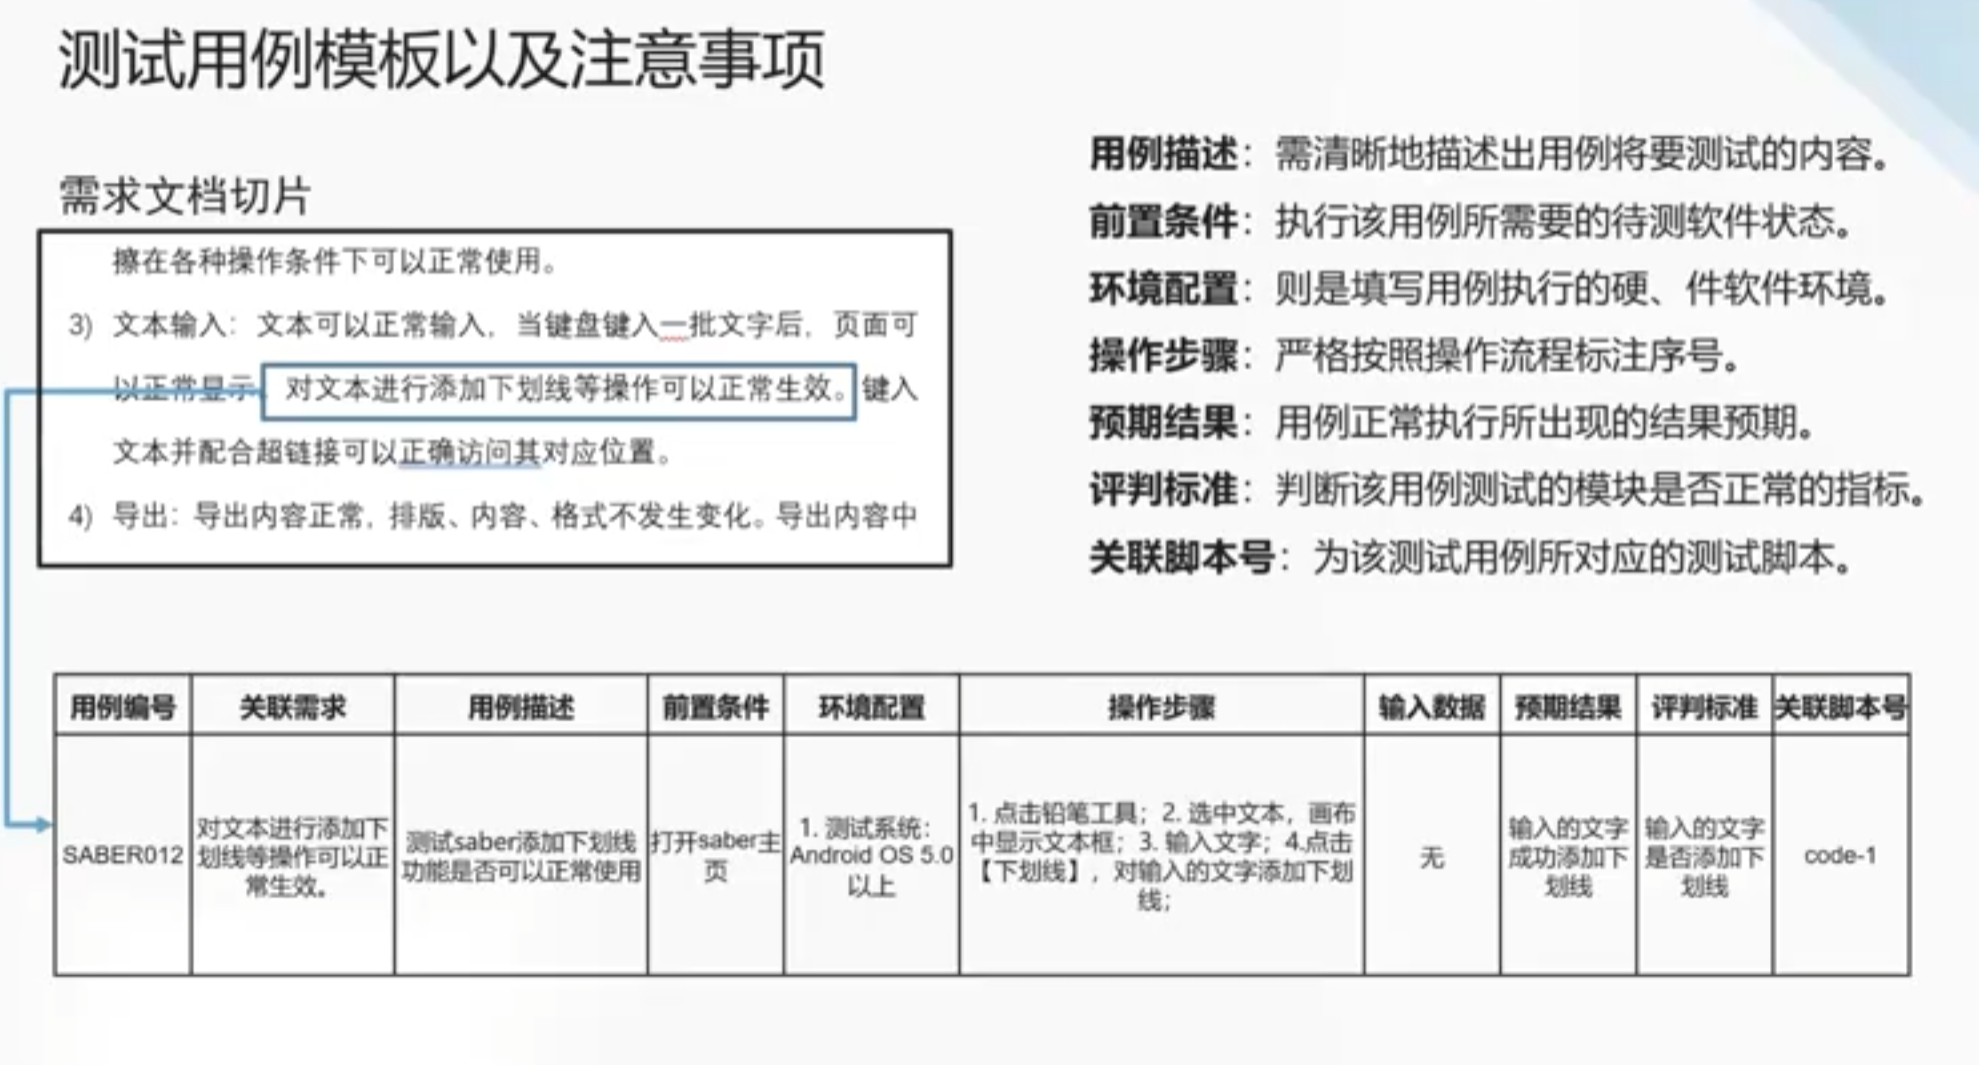 测试用例模板以及注意事项
需求文档切片
擦在各种操作条件下可以正常使用。
3) 文本输入：文本可以正常输入，当键盘键入一批文字后，页面可
以正常显示，对文本进行添加下划线等操作可以正常生效。键入
文本并配合超链接可以正确访问其对应位置。
4) 导出：导出内容正常，排版、内容、格式不发生变化。导出内容中
用例描述：需清晰地描述出用例将要测试的内容。
前置条件：执行该用例所需要的待测软件状态。
环境配置：则是填写用例执行的硬、件软件环境。
操作步骤：严格按照操作流程标注序号。
预期结果：用例正常执行所出现的结果预期。
评判标准：判断该用例测试的模块是否正常的指标。
关联脚本号：为该测试用例所对应的测试脚本。
用例编号 关联需求 用例描述 前置条件 环境配置 操作步骤 输入数据 预期结果 评判标准 关联脚本号
SABER012
对文本进行添加下
划线等操作可以正
常生效。
测试saber添加下划线
功能是否可以正常使用
打开saber主
页
1. 测试系统：
Android OS 5.0
以上
1. 点击铅笔工具；2. 选中文本，画布
中显示文本框；3. 输入文字；4.点击
【下划线】，对输入的文字添加下划
线；
无
输入的文字
成功添加下
划线
输入的文字
是否添加下
划线
code-1